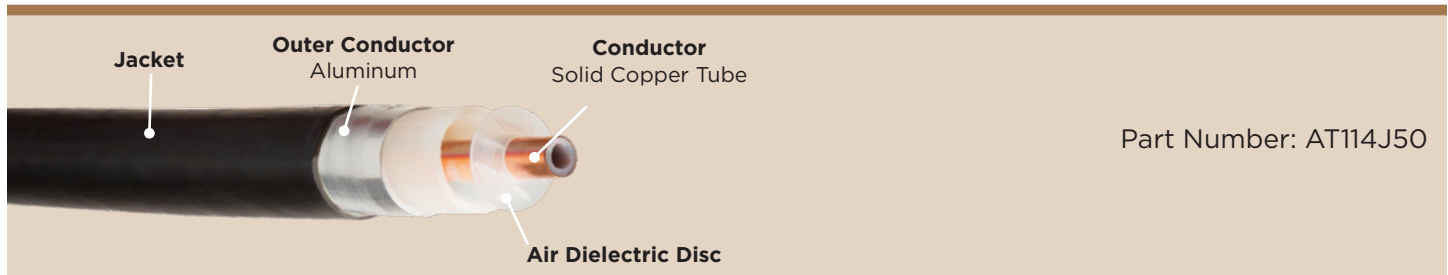 Jacket
Outer Conductor
Aluminum
Conductor
Solid Copper Tube
Part Number: AT114J50
Air Dielectric Disc